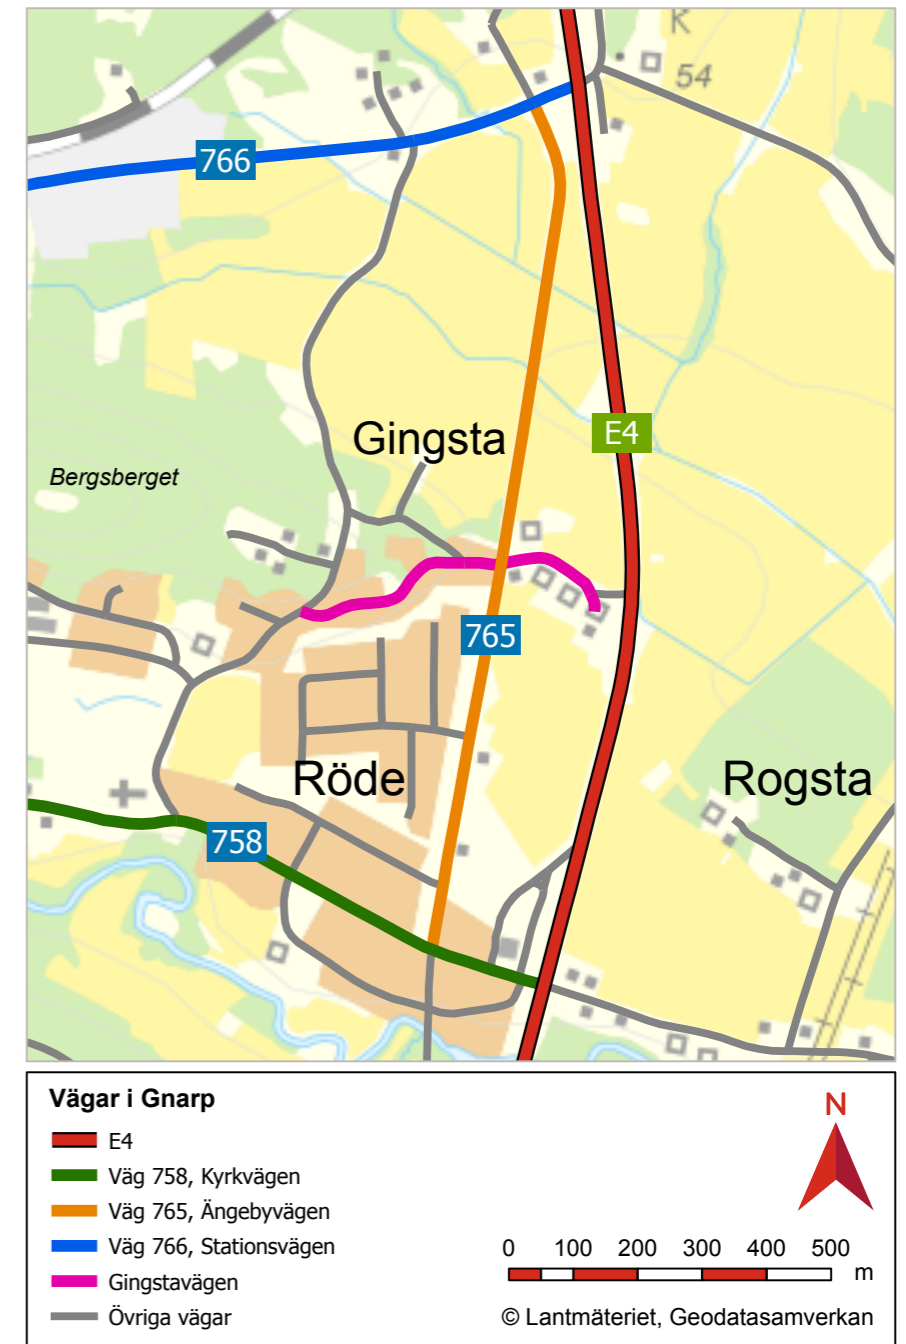 K
54
766
Gingsta
E4
Bergsberget
765
Röde
Rogsta
758
Vägar i Gnarp
E4
Väg 758, Kyrkvägen
Väg 765, Ängebyvägen
Väg 766, Stationsvägen
Gingstavägen
Övriga vägar
N
0 100 200 300 400 500
m
© Lantmäteriet, Geodatasamverkan